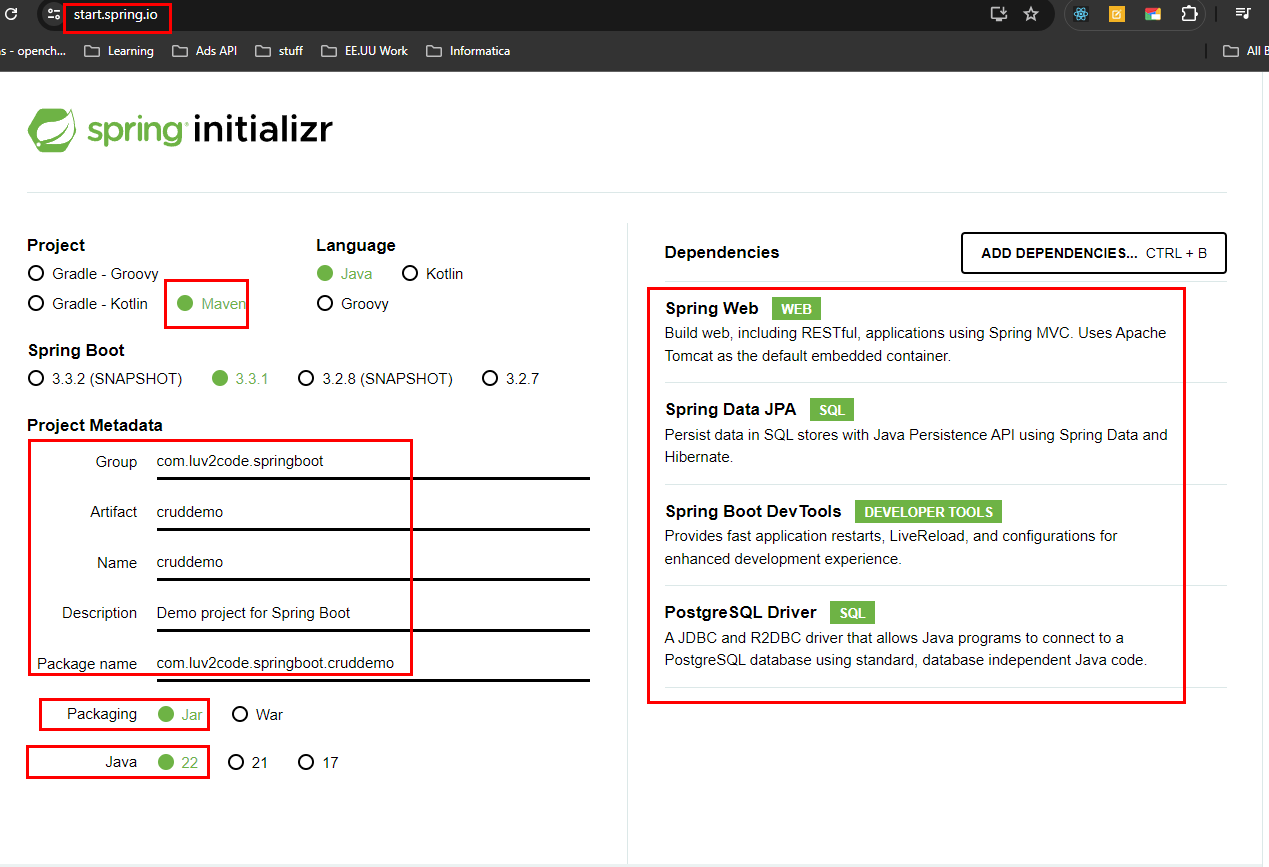 start.spring.io
s - opench...
Learning
Ads API
stuff
EE.UU Work
Informatica
All B
spring initializr
Project
Gradle - Groovy
Gradle - Kotlin
Maven
Language
Java
Kotlin
Groovy
Spring Boot
3.3.2 (SNAPSHOT)
3.3.1
3.2.8 (SNAPSHOT)
3.2.7
Project Metadata
Group com.luv2code.springboot
Artifact cruddemo
Name cruddemo
Description Demo project for Spring Boot
Package name com.luv2code.springboot.cruddemo
Packaging Jar War
Java 22 21 17
Dependencies
ADD DEPENDENCIES... CTRL + B
Spring Web WEB
Build web, including RESTful, applications using Spring MVC. Uses Apache
Tomcat as the default embedded container.
Spring Data JPA SQL
Persist data in SQL stores with Java Persistence API using Spring Data and
Hibernate.
Spring Boot DevTools DEVELOPER TOOLS
Provides fast application restarts, LiveReload, and configurations for
enhanced development experience.
PostgreSQL Driver SQL
A JDBC and R2DBC driver that allows Java programs to connect to a
PostgreSQL database using standard, database independent Java code.